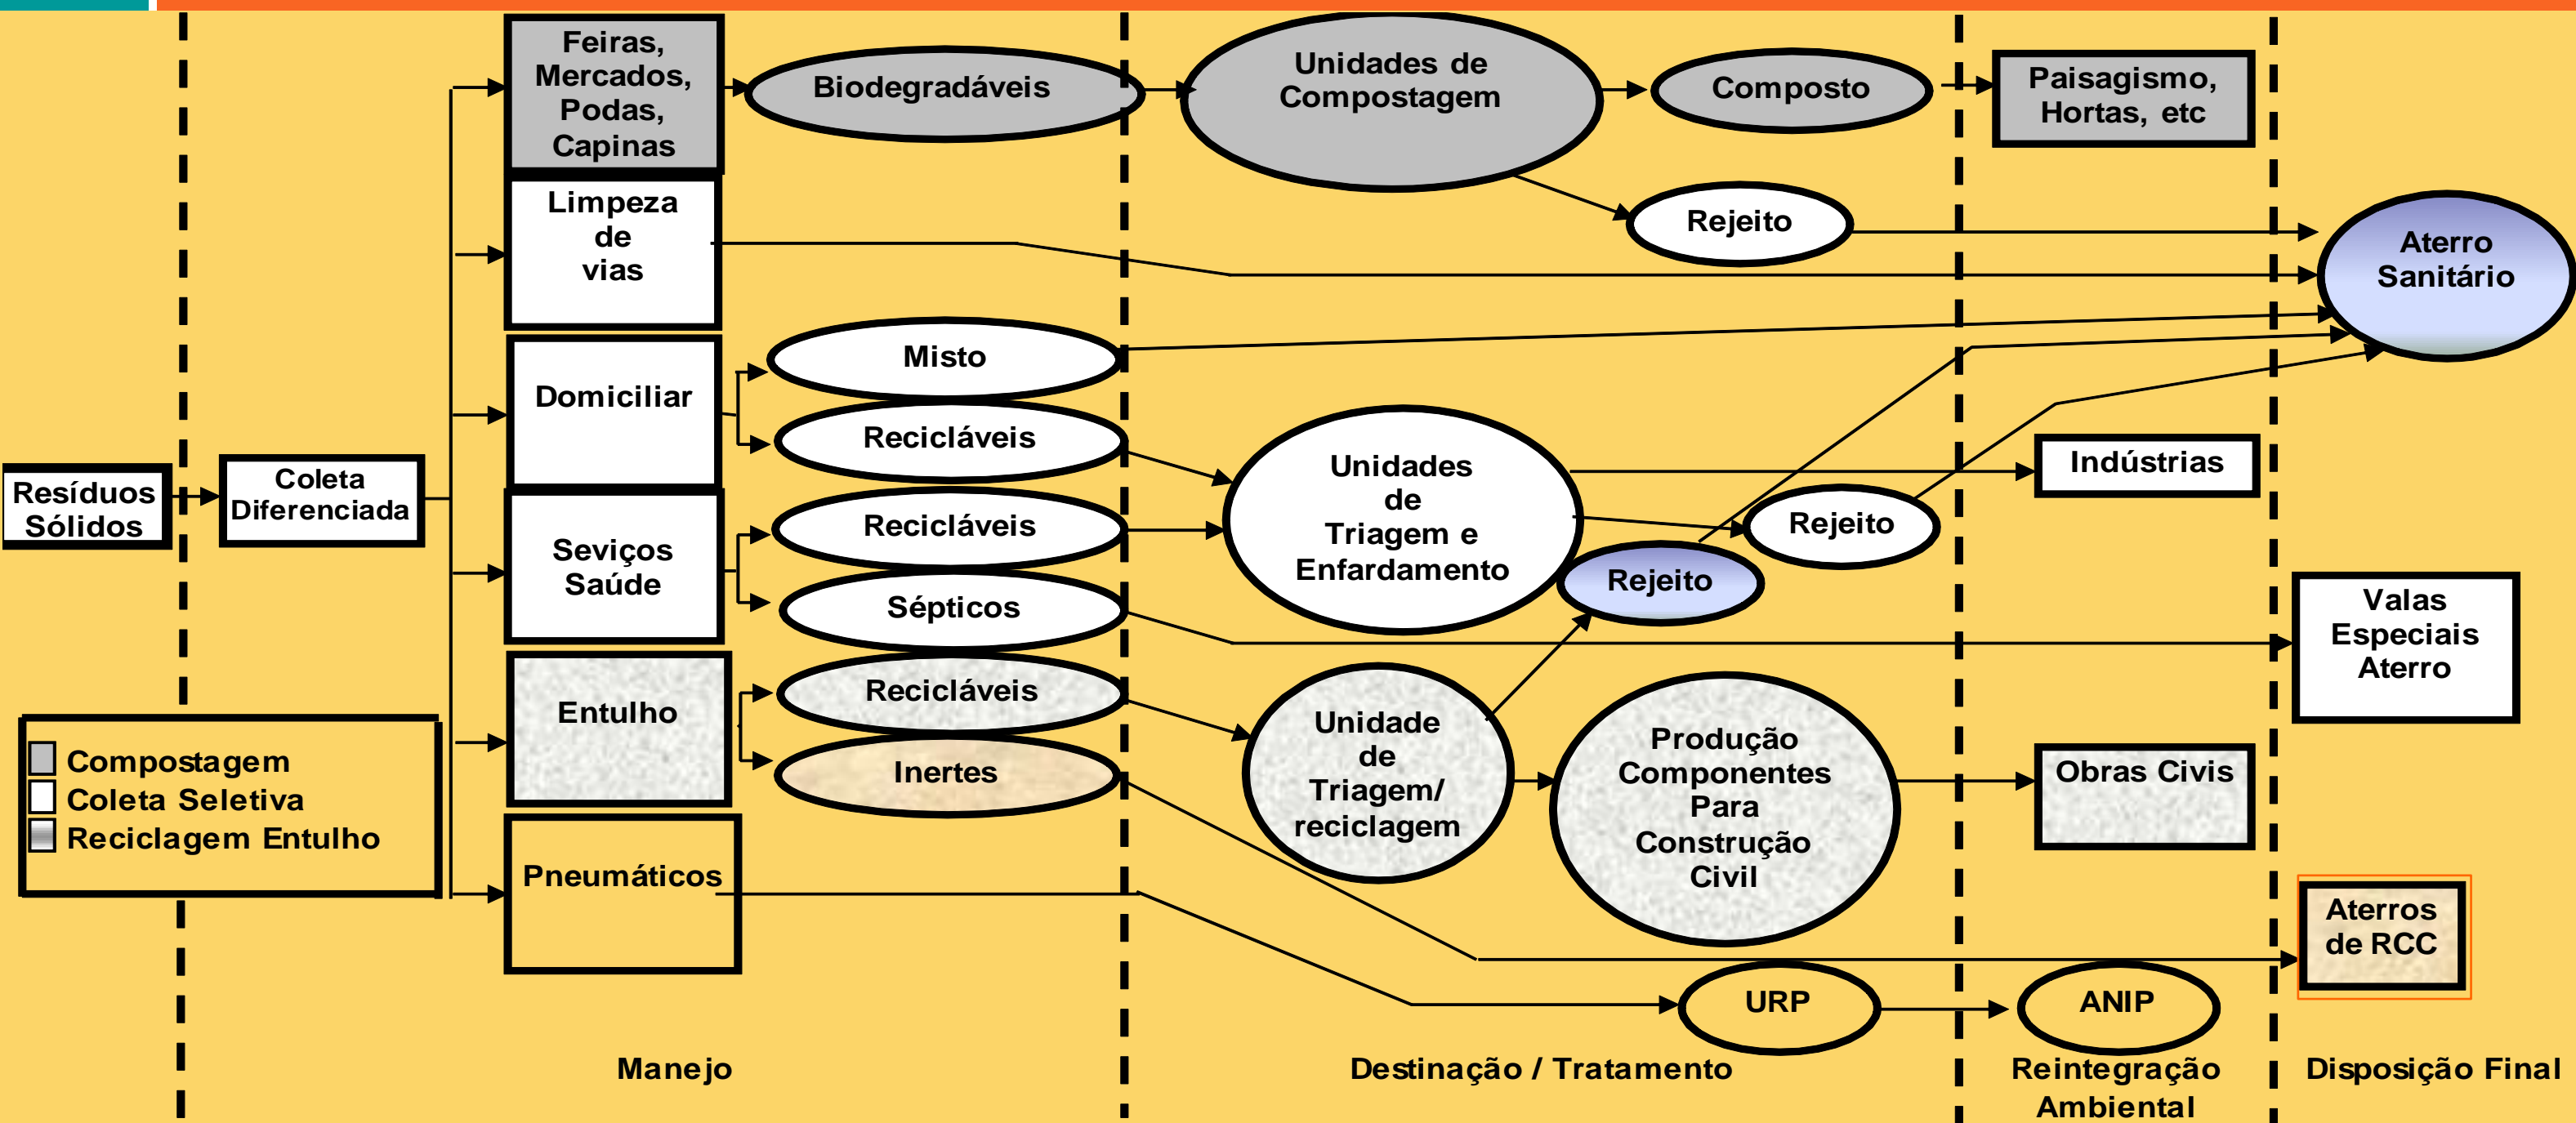 Feiras,
Mercados,
Podas,
Capinas
Biodegradáveis
Unidades de
Compostagem
Composto
Paisagismo,
Hortas, etc
Limpeza
de
vias
Rejeito
Aterro
Sanitário
Domiciliar
Misto
Recicláveis
Resíduos
Sólidos
Coleta
Diferenciada
Seviços
Saúde
Recicláveis
Sépticos
Unidades
de
Triagem e
Enfardamento
Indústrias
Rejeito
Rejeito
Valas
Especiais
Aterro
Entulho
Recicláveis
Inertes
Unidade
de
Triagem/
reciclagem
Produção
Componentes
Para
Construção
Civil
Obras Civis
Compostagem
Coleta Seletiva
Reciclagem Entulho
Pneumáticos
Aterros
de RCC
URP
ANIP
Manejo
Destinação / Tratamento
Reintegração
Ambiental
Disposição Final